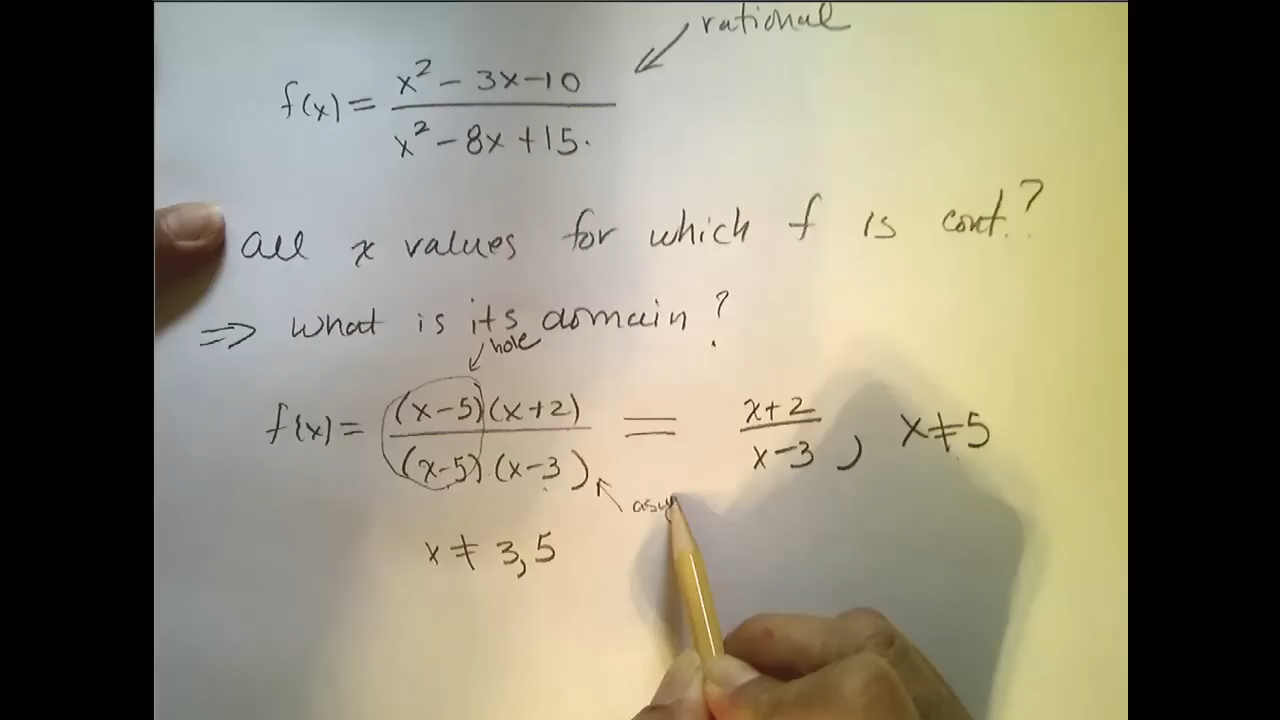 rational
f(x) = x² - 3x - 10 / x² - 8x + 15.
all x values for which f is cont.?
⇒ what is its domain?
hole
f(x) = (x-5)(x+2) / (x-5)(x-3) = x+2 / x-3, x ≠ 5
asy
x ≠ 3, 5